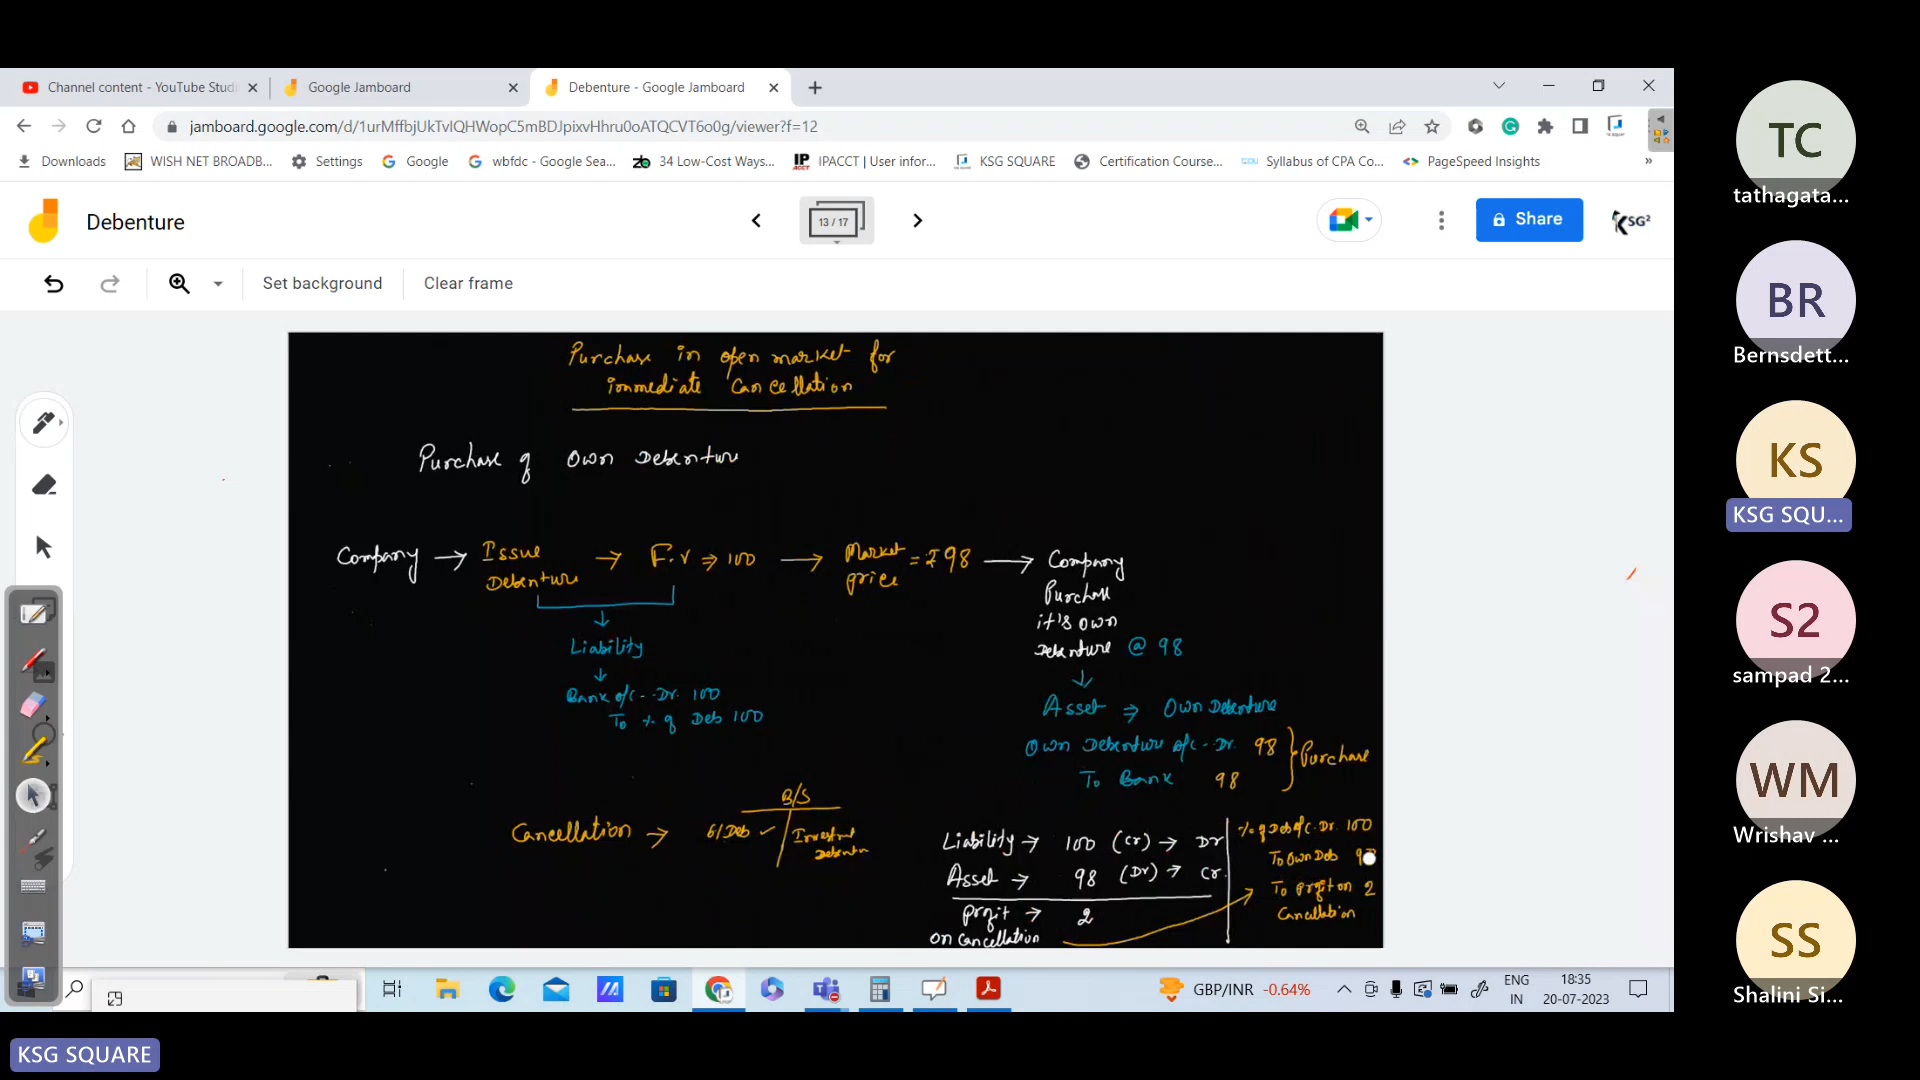 Channel content - YouTube Stud
Google Jamboard
Debenture - Google Jamboard
jamboard.google.com/d/1urMffbjUkTvIQHWopC5mBDJpixvHhru0oATQCVT6o0g/viewer?f=12
Downloads
WISH NET BROADB...
Settings
Google
wbfdc - Google Sea...
34 Low-Cost Ways...
IPACCT | User infor...
KSG SQUARE
Certification Course...
Syllabus of CPA Co...
PageSpeed Insights
»
Debenture
13 / 17
Share
KSG²
Set background
Clear frame
Purchase in open market for
immediate Cancellation
Purchase of Own Debenture
Company → Issue Debenture → F.V ⇒ 100 → Market price = ₹98 → Company
Purchase
it's own
Debenture @ 98
Liability
Bank a/c -- Dr. 100
To % of Deb 100
Asset ⇒ Own Debenture
Own Debenture a/c -- Dr. 98
To Bank 98
Purchase
Cancellation →
B/S
Liability → 100 (Cr) → Dr
Asset → 98 (Dr) → Cr.
Profit → 2
on Cancellation
% of Deb a/c Dr. 100
To Own Deb
To Profit on 2
Cancellation
GBP/INR -0.64%
ENG
IN
18:35
20-07-2023
TC
tathagata...
BR
Bernsdett...
KS
KSG SQU...
S2
sampad 2...
WM
Wrishav ...
SS
Shalini Si...
KSG SQUARE